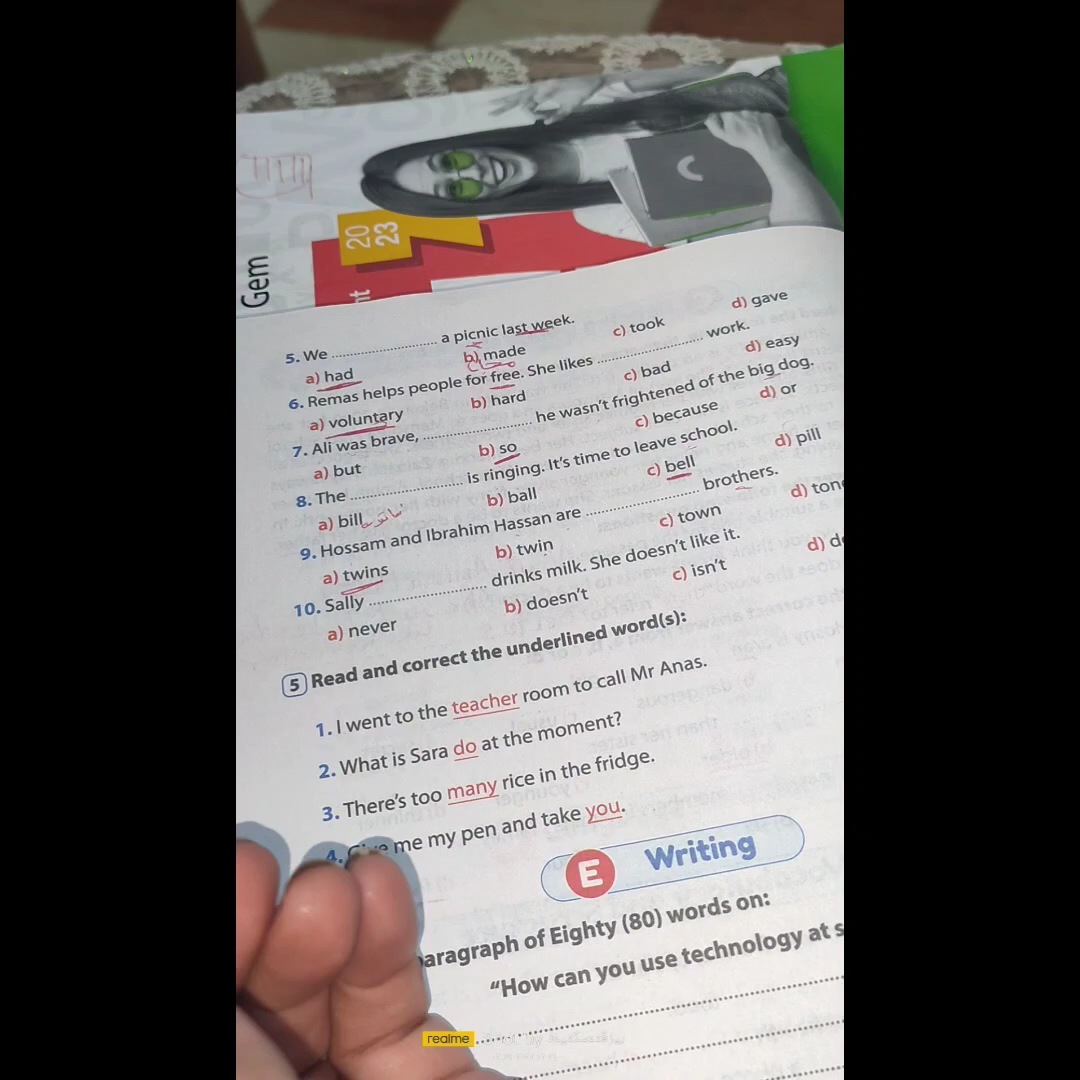 Gem
20
23
nt
5. We .................... a picnic last week.
a) had b) made c) took d) gave
6. Remas helps people for free. She likes .................... work.
a) voluntary b) hard c) bad d) easy
7. Ali was brave, .................... he wasn't frightened of the big dog.
a) but b) so c) because d) or
8. The .................... is ringing. It's time to leave school.
a) bill b) ball c) bell d) pill
9. Hossam and Ibrahim Hassan are .................... brothers.
a) twins b) twin c) town d)
10. Sally .................... drinks milk. She doesn't like it.
a) never b) doesn't c) isn't d)
5 Read and correct the underlined word(s):
1. I went to the teacher room to call Mr Anas.
2. What is Sara do at the moment?
3. There's too many rice in the fridge.
4. me my pen and take you.
E Writing
paragraph of Eighty (80) words on:
"How can you use technology at
realme